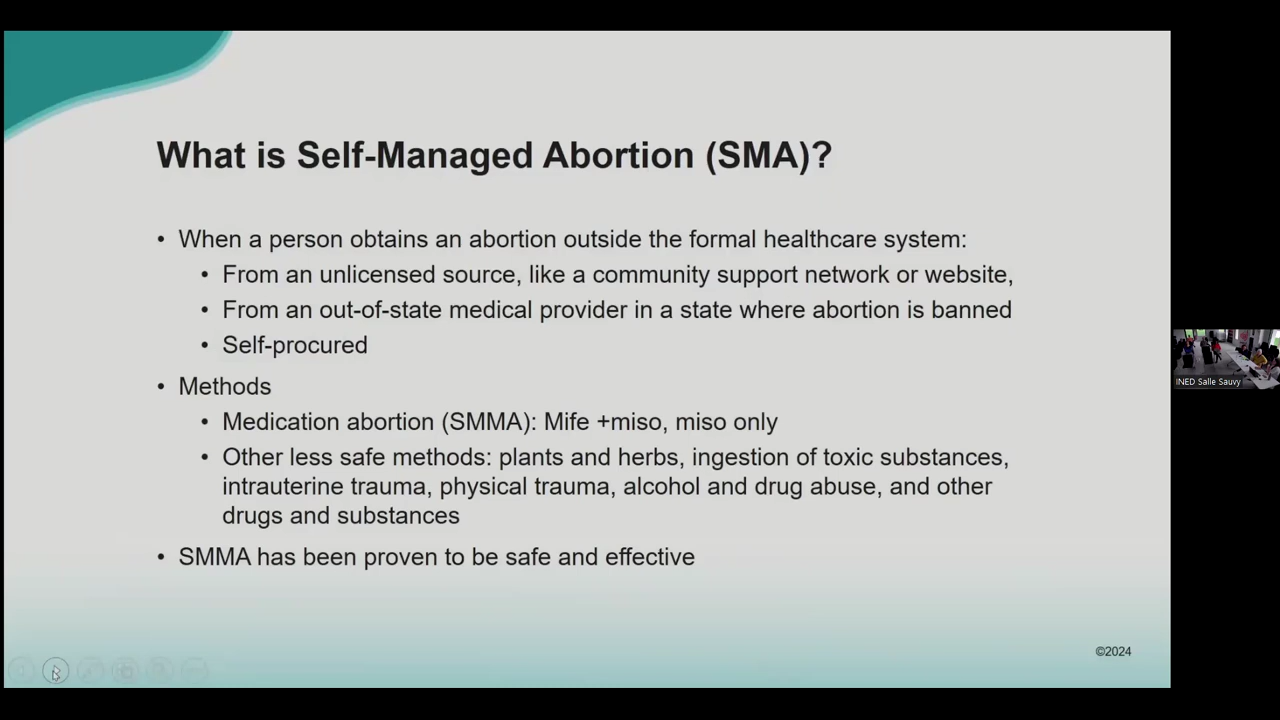 What is Self-Managed Abortion (SMA)?
• When a person obtains an abortion outside the formal healthcare system:
• From an unlicensed source, like a community support network or website,
• From an out-of-state medical provider in a state where abortion is banned
• Self-procured
• Methods
• Medication abortion (SMMA): Mife +miso, miso only
• Other less safe methods: plants and herbs, ingestion of toxic substances,
intrauterine trauma, physical trauma, alcohol and drug abuse, and other
drugs and substances
• SMMA has been proven to be safe and effective
©2024
INED Salle Sauvy